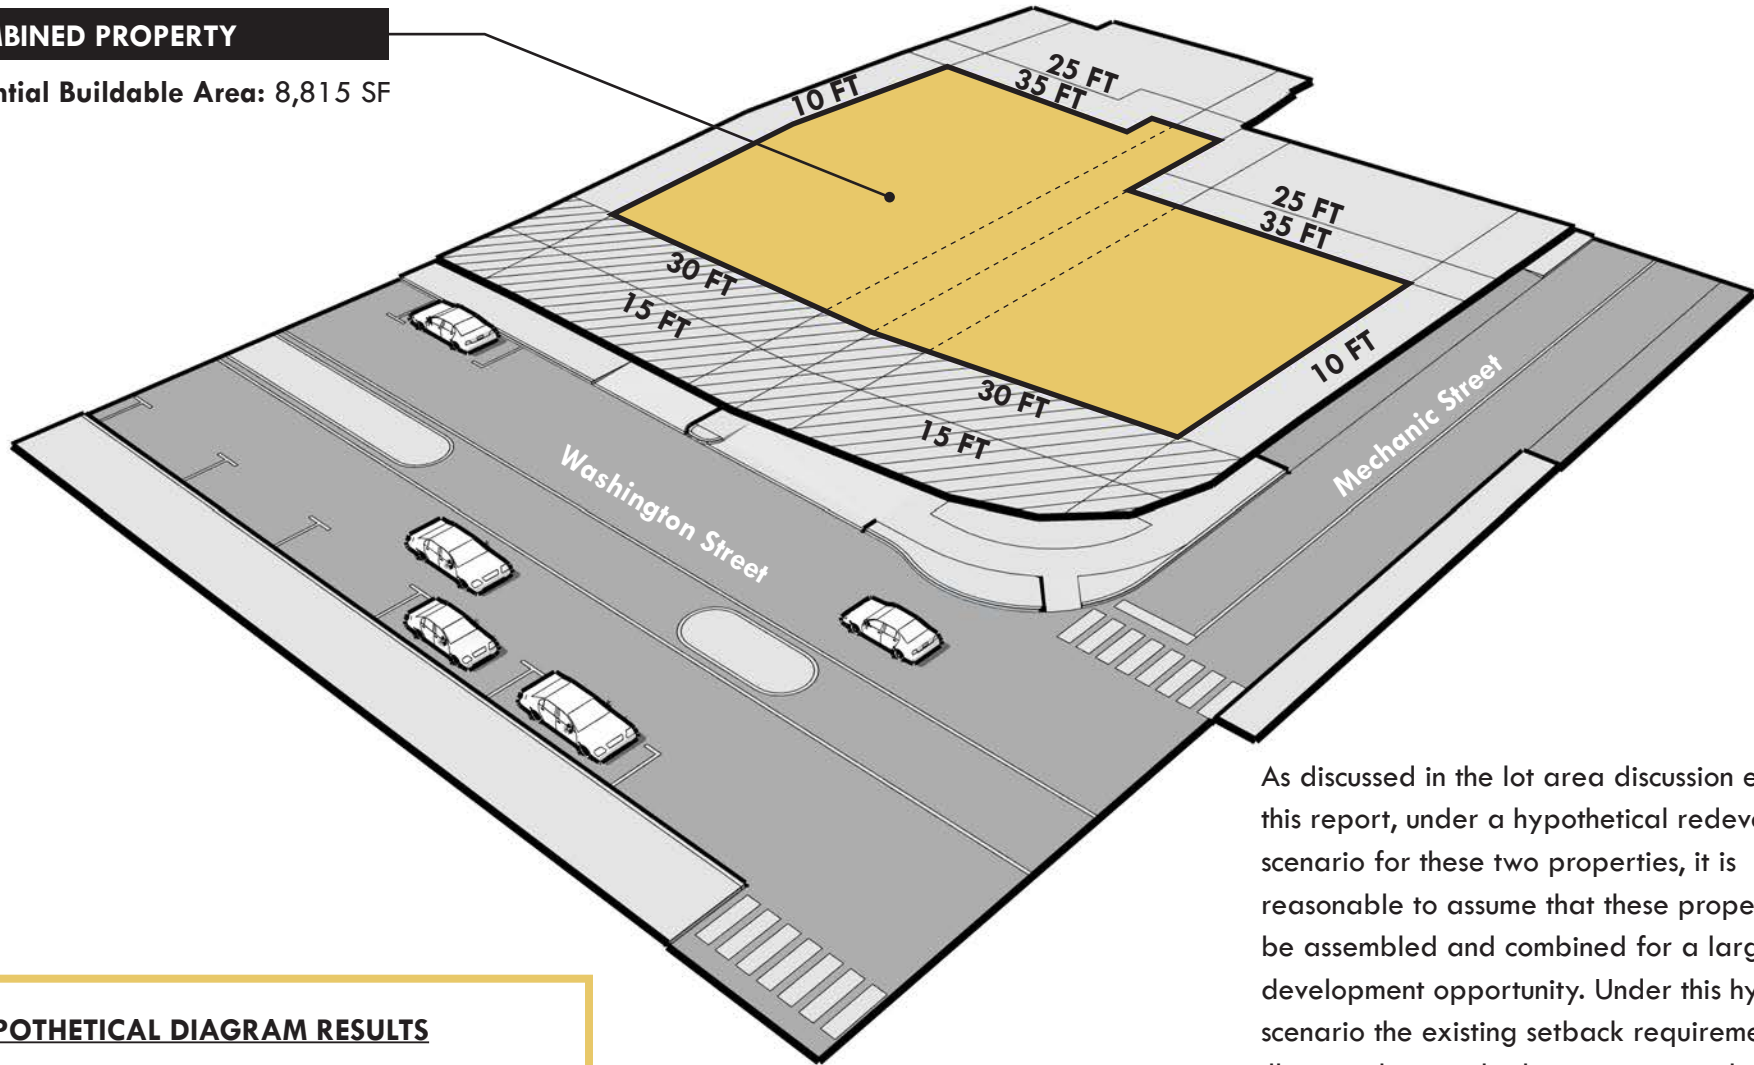 MBINED PROPERTY
ntial Buildable Area: 8,815 SF
10 FT
25 FT
35 FT
25 FT
35 FT
30 FT
15 FT
30 FT
15 FT
10 FT
Washington Street
Mechanic Street
As discussed in the lot area discussion e
this report, under a hypothetical redev
scenario for these two properties, it is
reasonable to assume that these prope
be assembled and combined for a larg
development opportunity. Under this hy
scenario the existing setback requireme
POTHETICAL DIAGRAM RESULTS